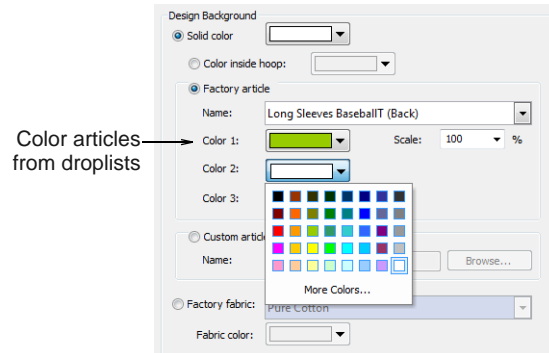 Design Background
Solid color
Color inside hoop:
Factory article
Name: Long Sleeves BaseballT (Back)
Color articles from droplists
Color 1: Scale: 100 %
Color 2:
Color 3:
Custom artic
Name: Browse...
More Colors...
Factory fabric: Pure Cotton
Fabric color: